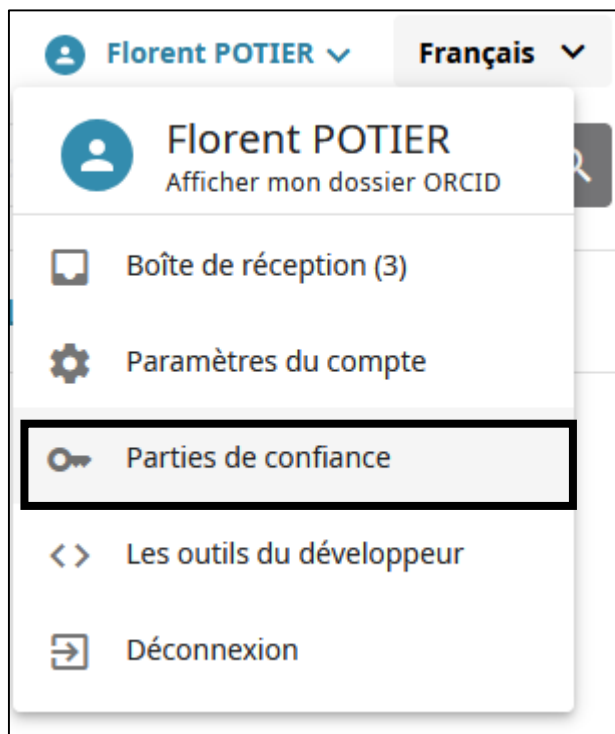 Florent POTIER Français
Florent POTIER
Afficher mon dossier ORCID
Boîte de réception (3)
Paramètres du compte
Parties de confiance
Les outils du développeur
Déconnexion